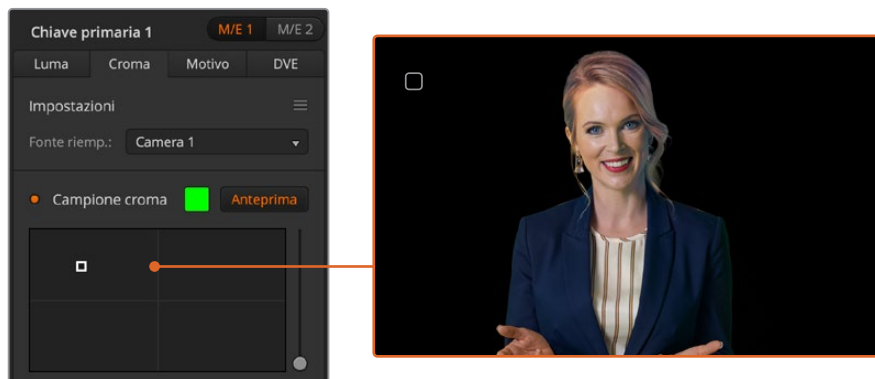 Chiave primaria 1 M/E 1 M/E 2
Luma Croma Motivo DVE
Impostazioni
Fonte riemp.: Camera 1
Campione croma Anteprima